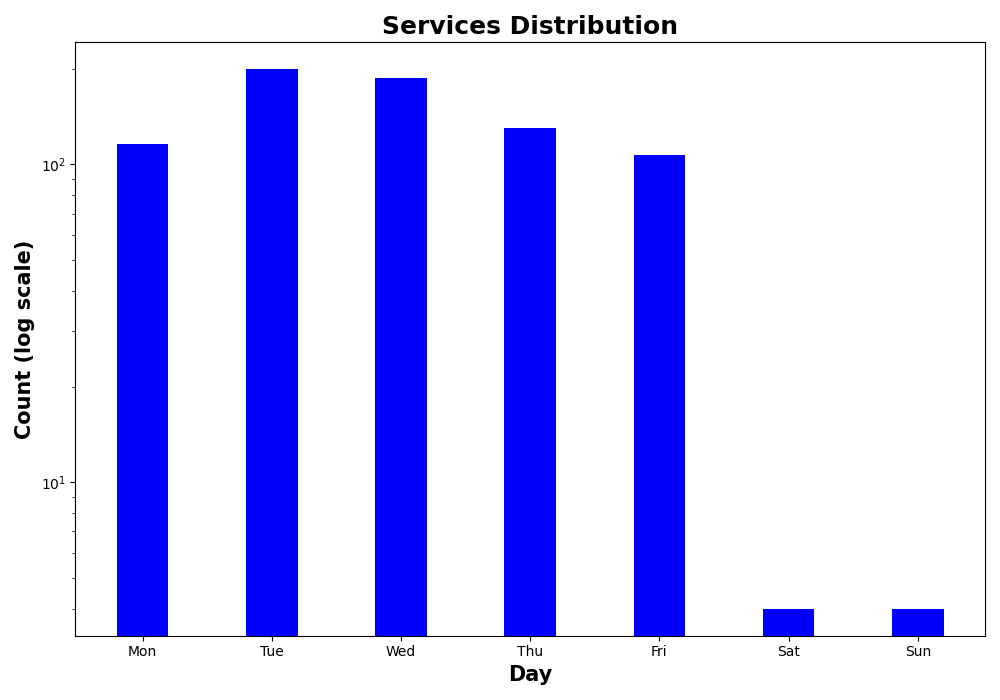 Services Distribution
Count (log scale)
10²
10¹
Mon Tue Wed Thu Fri Sat Sun
Day